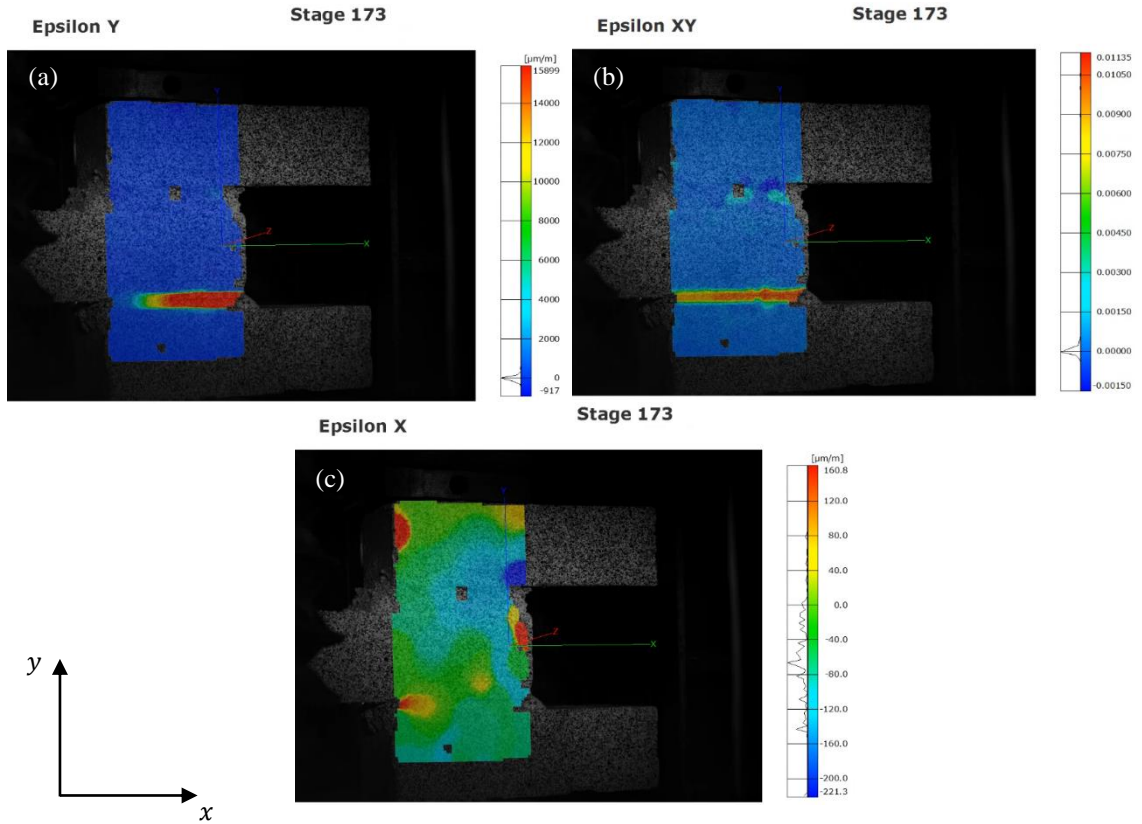 Stage 173
Epsilon Y
(a)
[µm/m]
15899
14000
12000
10000
8000
6000
4000
2000
0
-917
Y
Z
X
Stage 173
Epsilon XY
(b)
0.01135
0.01050
0.00900
0.00750
0.00600
0.00450
0.00300
0.00150
0.00000
-0.00150
Y
Z
X
Stage 173
Epsilon X
(c)
[µm/m]
160.8
120.0
80.0
40.0
0.0
-40.0
-80.0
-120.0
-160.0
-200.0
-221.3
Y
Z
X
y
x